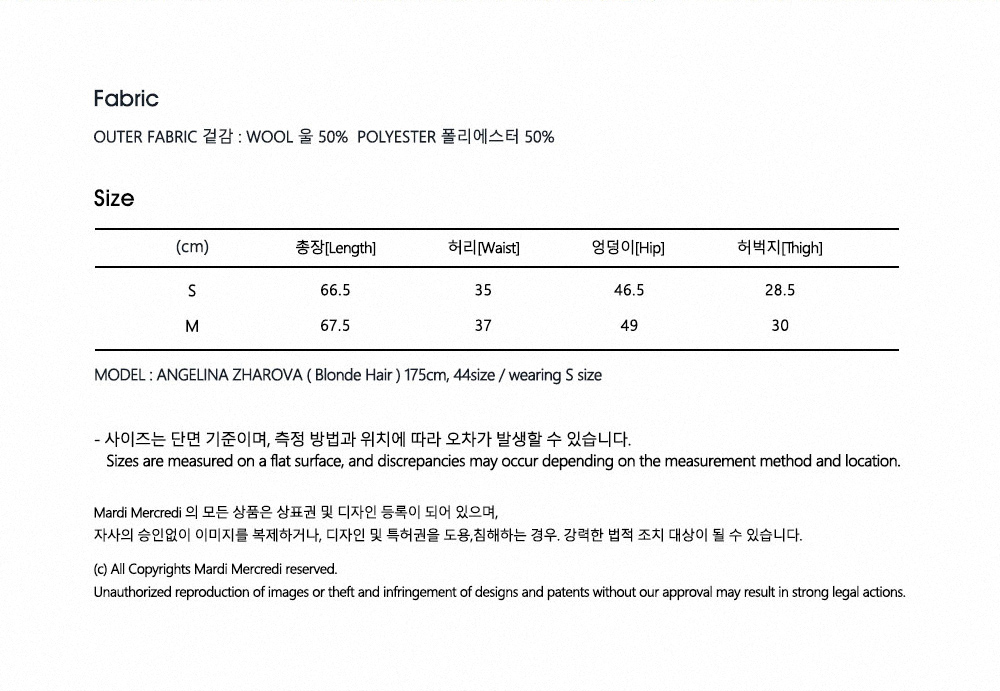 Fabric
OUTER FABRIC 겉감 : WOOL 울 50% POLYESTER 폴리에스터 50%
Size
(cm) 총장[Length] 허리[Waist] 엉덩이[Hip] 허벅지[Thigh]
S 66.5 35 46.5 28.5
M 67.5 37 49 30
MODEL : ANGELINA ZHAROVA ( Blonde Hair ) 175cm, 44size / wearing S size
- 사이즈는 단면 기준이며, 측정 방법과 위치에 따라 오차가 발생할 수 있습니다.
Sizes are measured on a flat surface, and discrepancies may occur depending on the measurement method and location.
Mardi Mercredi 의 모든 상품은 상표권 및 디자인 등록이 되어 있으며,
자사의 승인없이 이미지를 복제하거나, 디자인 및 특허권을 도용,침해하는 경우. 강력한 법적 조치 대상이 될 수 있습니다.
(c) All Copyrights Mardi Mercredi reserved.
Unauthorized reproduction of images or theft and infringement of designs and patents without our approval may result in strong legal actions.